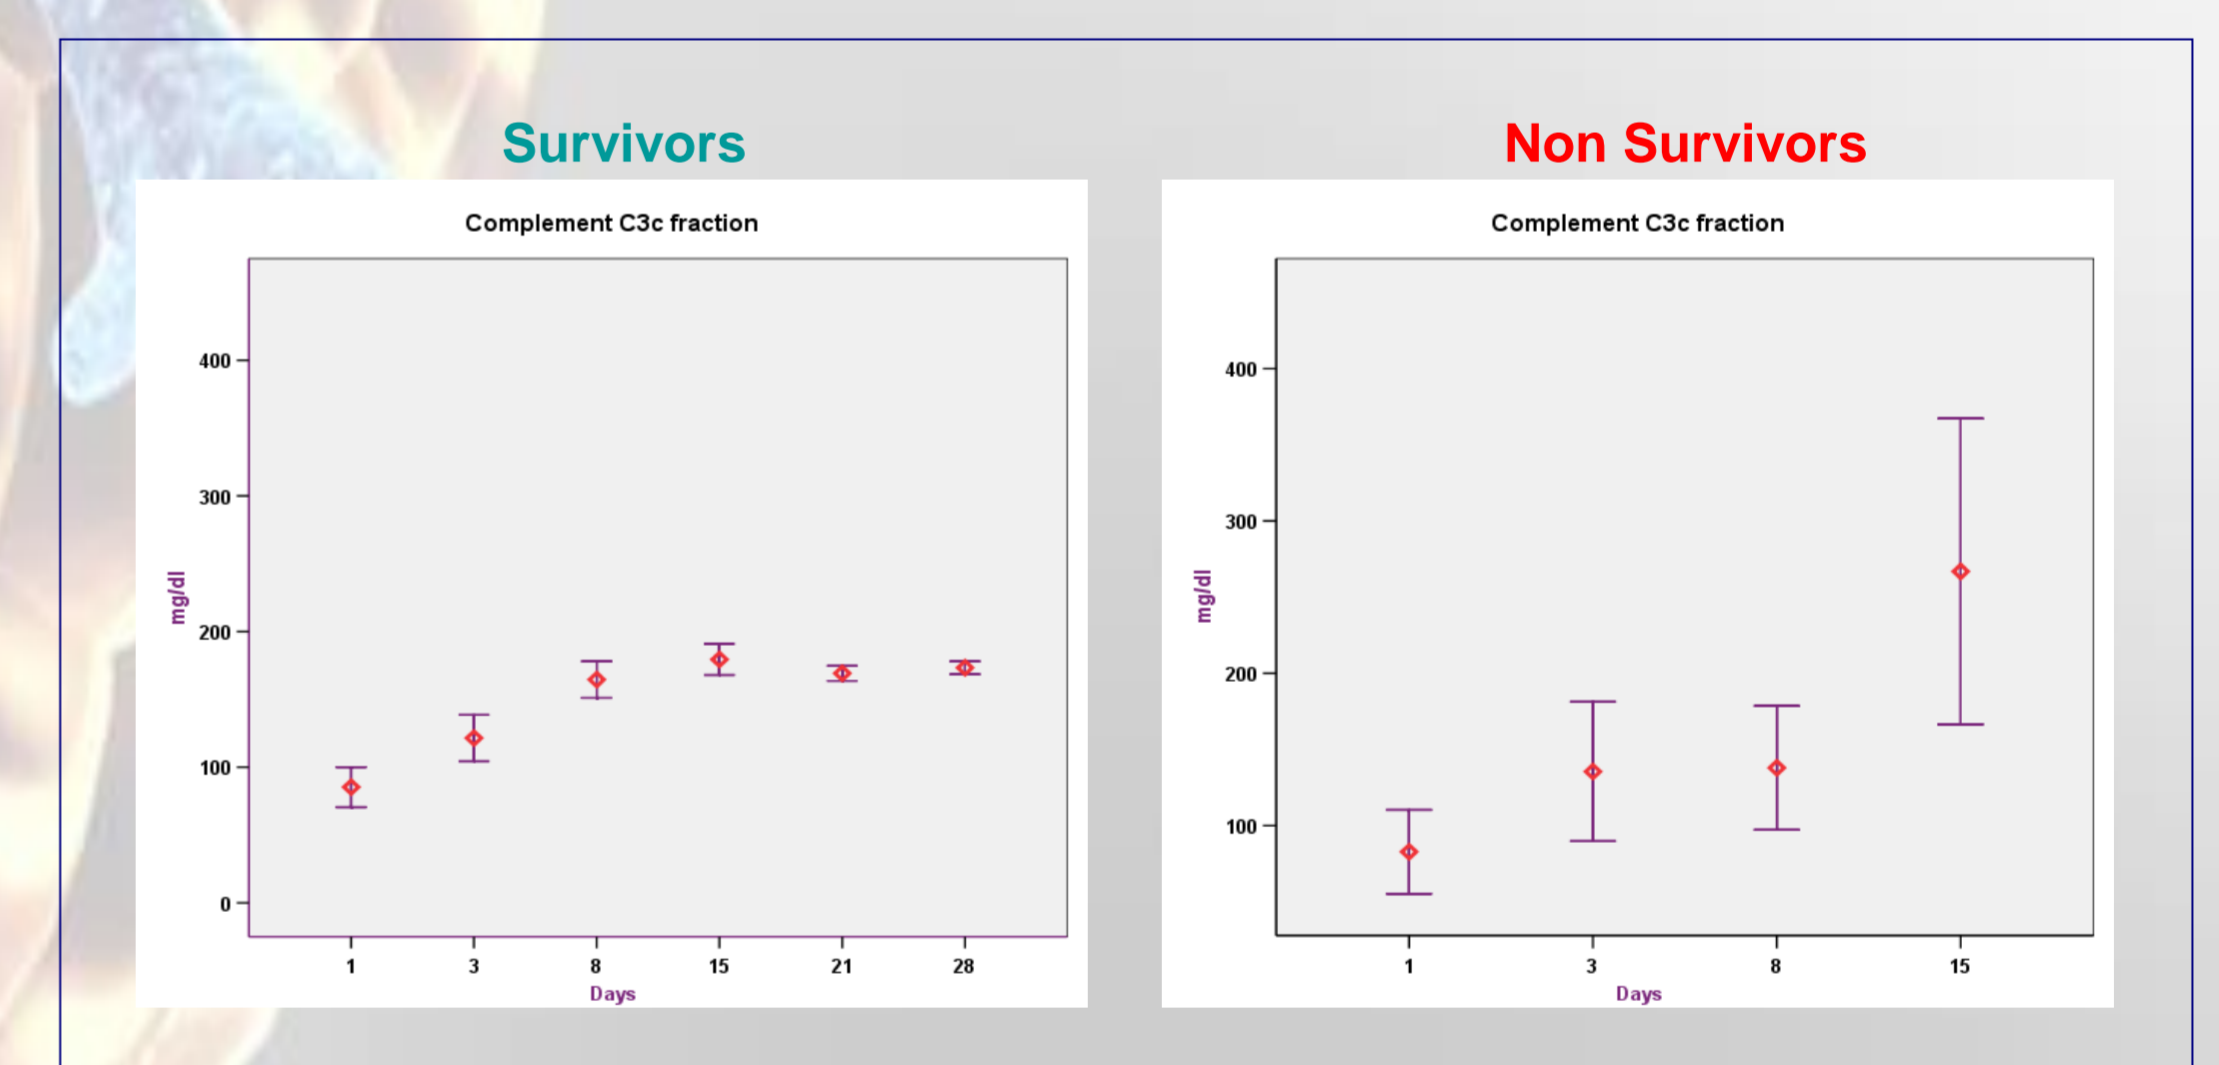 Survivors
Complement C3c fraction
400
300
200
100
0
mg/dl
1 3 8 15 21 28
Days
Non Survivors
Complement C3c fraction
400
300
200
100
mg/dl
1 3 8 15
Days